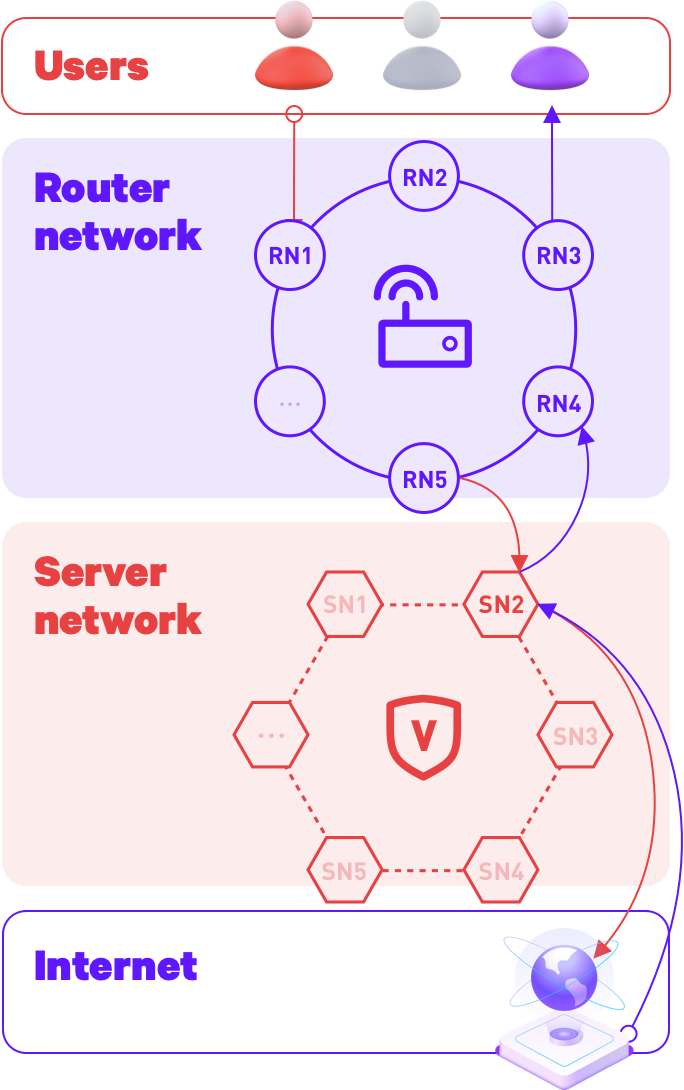 Users
Router
network
RN2
RN1
RN3
...
RN4
RN5
Server
network
SN1
SN2
...
SN3
SN5
SN4
Internet